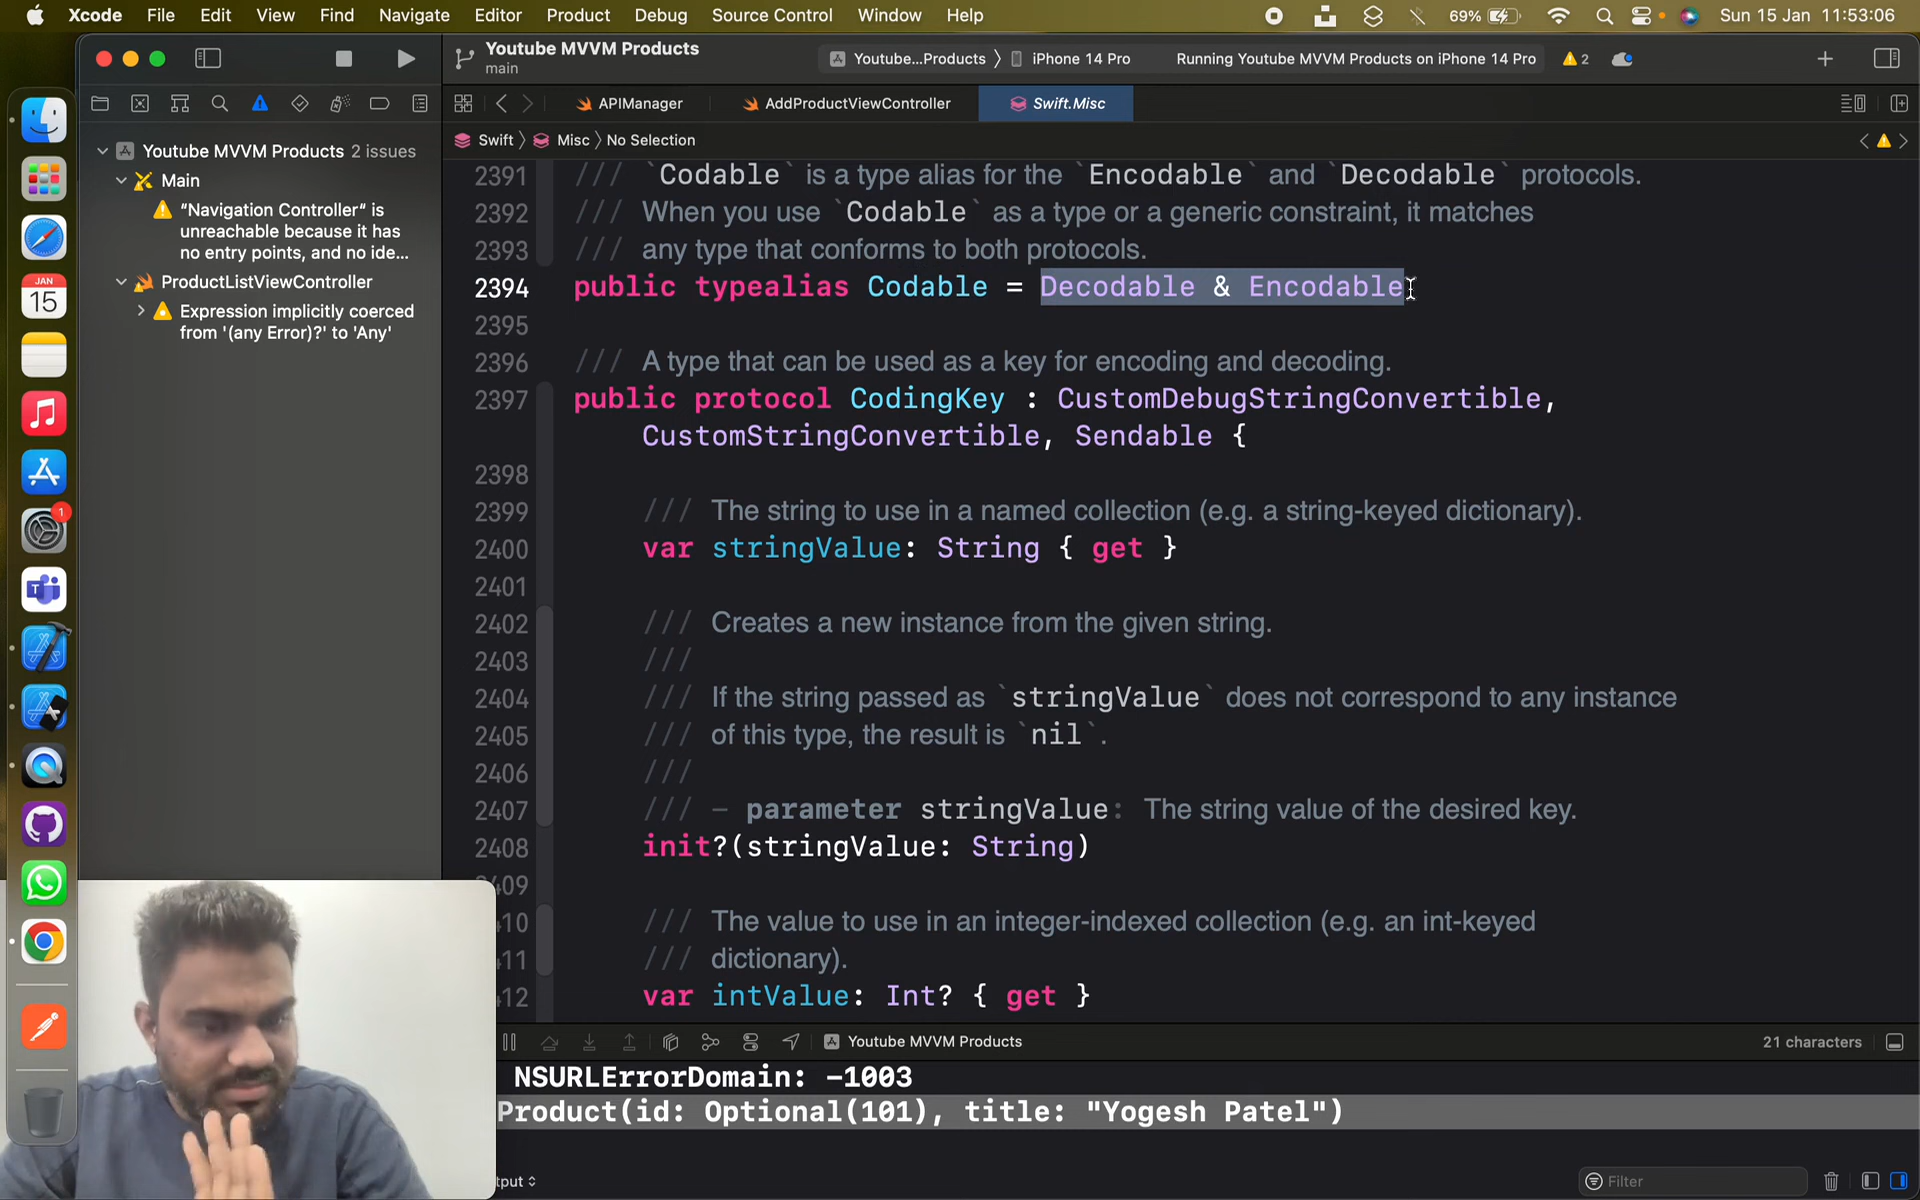 Xcode File Edit View Find Navigate Editor Product Debug Source Control Window Help 69% Sun 15 Jan 11:53:06
Youtube MVVM Products
main
Youtube...Products 〉 iPhone 14 Pro Running Youtube MVVM Products on iPhone 14 Pro 2
APIManager AddProductViewController Swift.Misc
Swift 〉 Misc 〉 No Selection
Youtube MVVM Products 2 issues
Main
"Navigation Controller" is
unreachable because it has
no entry points, and no ide...
ProductListViewController
Expression implicitly coerced
from '(any Error)?' to 'Any'
JAN
15
1
2391 /// `Codable` is a type alias for the `Encodable` and `Decodable` protocols.
2392 /// When you use `Codable` as a type or a generic constraint, it matches
2393 /// any type that conforms to both protocols.
2394 public typealias Codable = Decodable & Encodable
2395
2396 /// A type that can be used as a key for encoding and decoding.
2397 public protocol CodingKey : CustomDebugStringConvertible,
CustomStringConvertible, Sendable {
2398
2399 /// The string to use in a named collection (e.g. a string-keyed dictionary).
2400 var stringValue: String { get }
2401
2402 /// Creates a new instance from the given string.
2403 ///
2404 /// If the string passed as `stringValue` does not correspond to any instance
2405 /// of this type, the result is `nil`.
2406 ///
2407 /// - parameter stringValue: The string value of the desired key.
2408 init?(stringValue: String)
09
10 /// The value to use in an integer-indexed collection (e.g. an int-keyed
11 /// dictionary).
12 var intValue: Int? { get }
Youtube MVVM Products 21 characters
NSURLErrorDomain: -1003
Product(id: Optional(101), title: "Yogesh Patel")
tput Filter